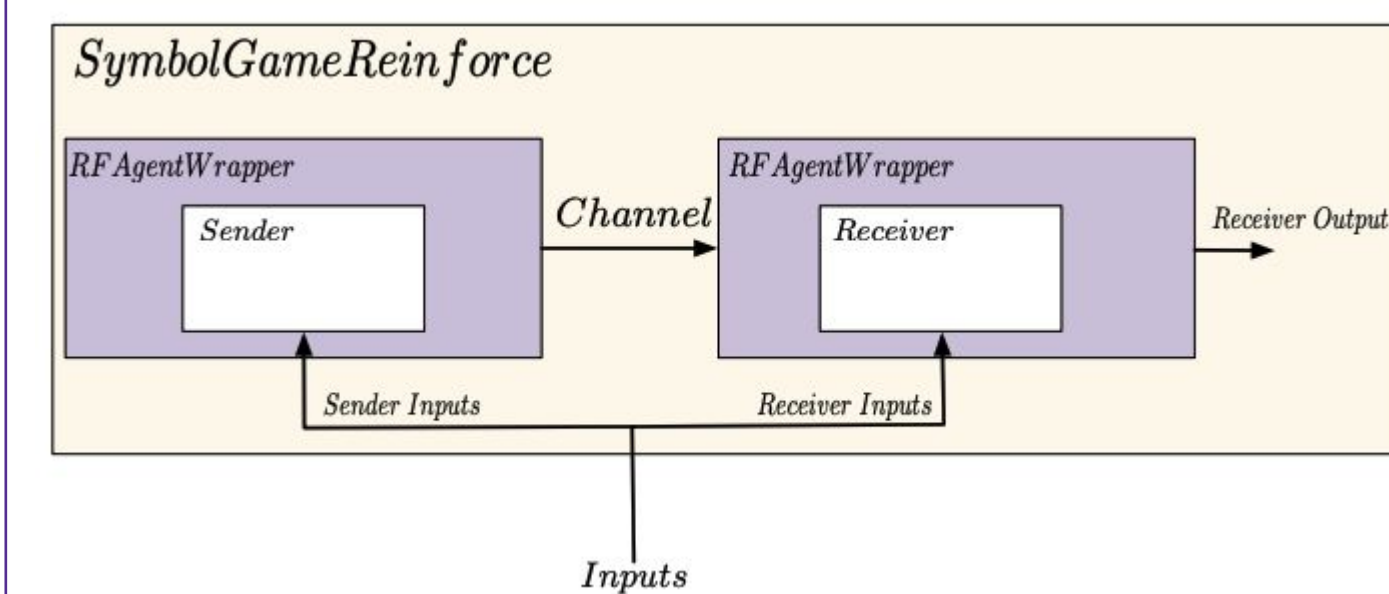 SymbolGameReinforce
RFAgentWrapper
Sender
Channel
RFAgentWrapper
Receiver
Receiver Output
Sender Inputs
Receiver Inputs
Inputs